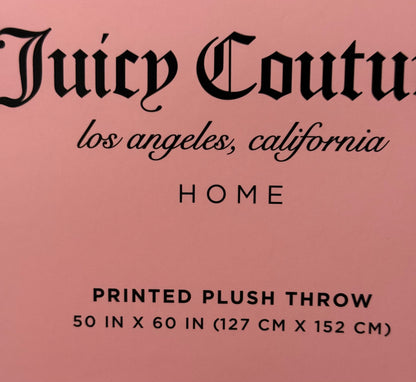 Juicy Coutu
los angeles, california
HOME
PRINTED PLUSH THROW
50 IN X 60 IN (127 CM X 152 CM)